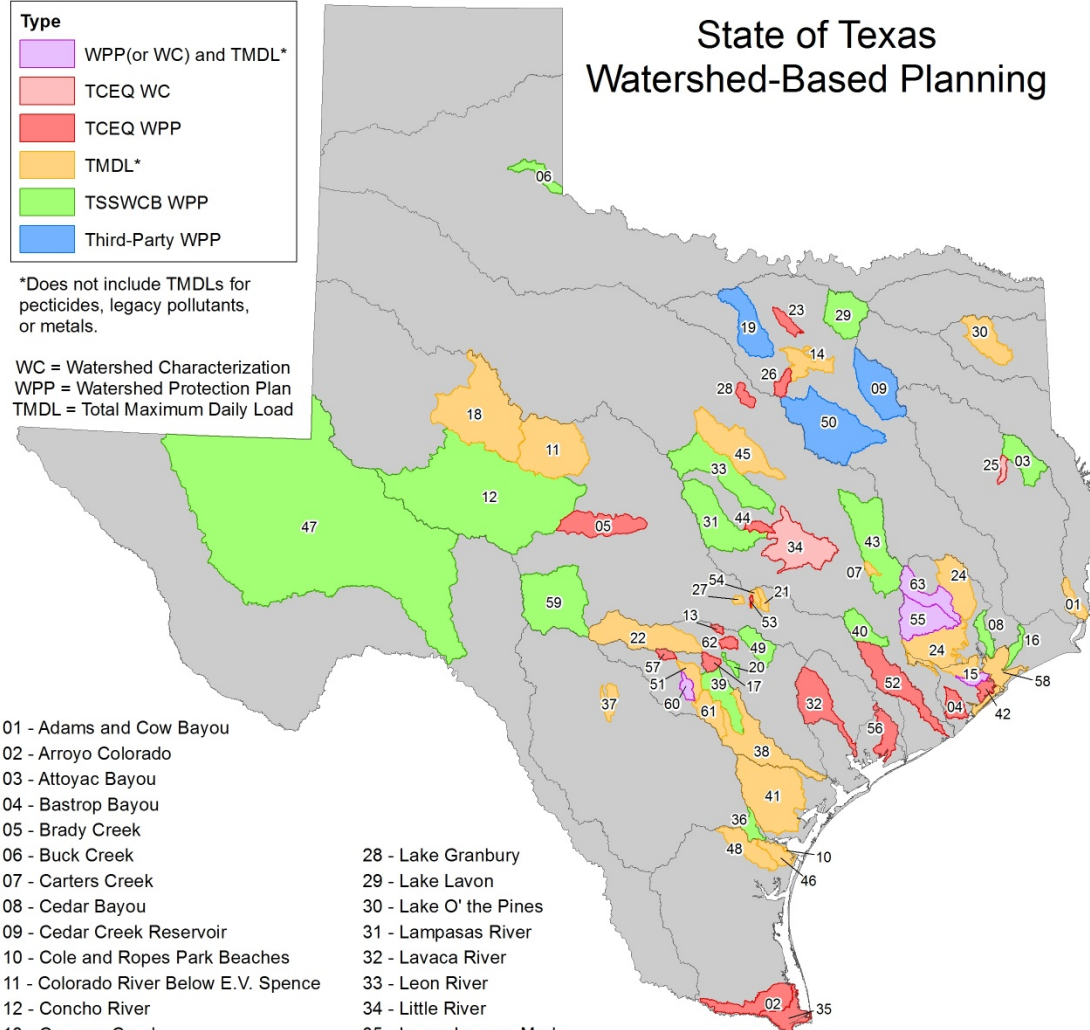 Type
WPP(or WC) and TMDL*
TCEQ WC
TCEQ WPP
TMDL*
TSSWCB WPP
Third-Party WPP
*Does not include TMDLs for
pesticides, legacy pollutants,
or metals.
WC = Watershed Characterization
WPP = Watershed Protection Plan
TMDL = Total Maximum Daily Load
State of Texas
Watershed-Based Planning
06
19
23
29
30
14
26
28
09
50
18
11
45
33
12
25
03
47
05
31
44
34
43
07
63
24
01
54
27
21
53
55
59
13
22
62
49
40
08
16
24
57
20
51
39
17
15
58
60
52
37
61
32
04
42
56
38
41
36
48
10
46
02
35
01 - Adams and Cow Bayou
02 - Arroyo Colorado
03 - Attoyac Bayou
04 - Bastrop Bayou
05 - Brady Creek
06 - Buck Creek
07 - Carters Creek
08 - Cedar Bayou
09 - Cedar Creek Reservoir
10 - Cole and Ropes Park Beaches
11 - Colorado River Below E.V. Spence
12 - Concho River
28 - Lake Granbury
29 - Lake Lavon
30 - Lake O' the Pines
31 - Lampasas River
32 - Lavaca River
33 - Leon River
34 - Little River